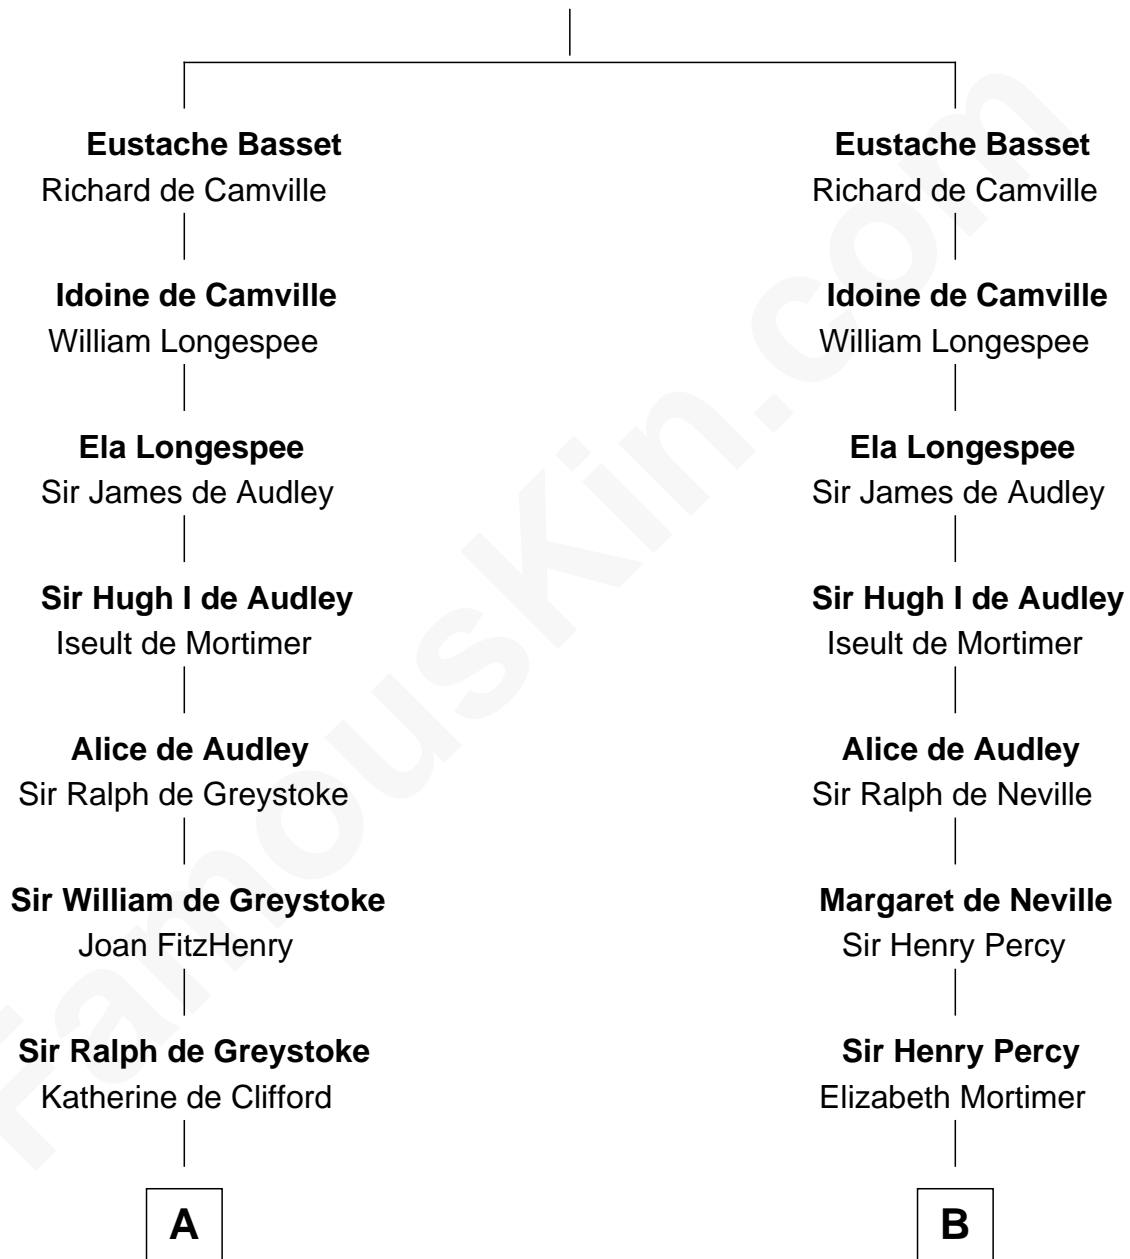 Eustache Basset
Richard de Camville
Idoine de Camville
William Longespee
Ela Longespee
Sir James de Audley
Sir Hugh I de Audley
Iseult de Mortimer
Alice de Audley
Sir Ralph de Greystoke
Sir William de Greystoke
Joan FitzHenry
Sir Ralph de Greystoke
Katherine de Clifford
A
Eustache Basset
Richard de Camville
Idoine de Camville
William Longespee
Ela Longespee
Sir James de Audley
Sir Hugh I de Audley
Iseult de Mortimer
Alice de Audley
Sir Ralph de Neville
Margaret de Neville
Sir Henry Percy
Sir Henry Percy
Elizabeth Mortimer
B
FamousKin.com